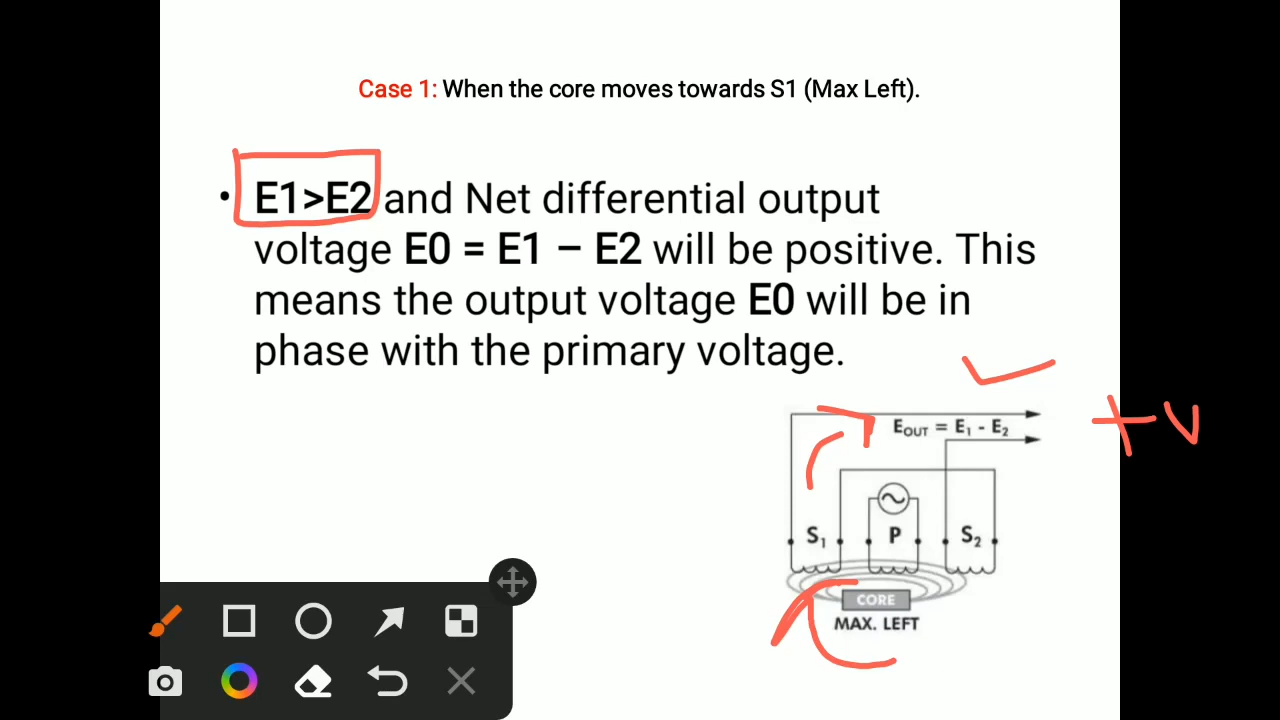 Case 1: When the core moves towards S1 (Max Left).
• E1>E2 and Net differential output
voltage E0 = E1 – E2 will be positive. This
means the output voltage E0 will be in
phase with the primary voltage.
+V
EOUT = E1 - E2
S1 P S2
CORE
MAX. LEFT